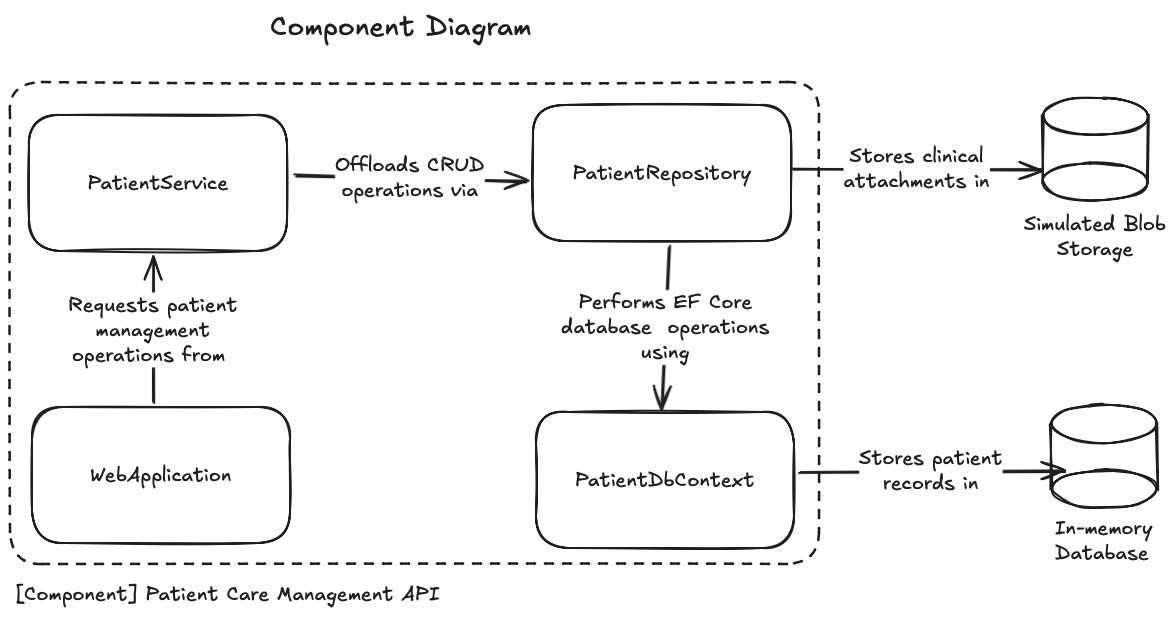 Component Diagram
PatientService
Offloads CRUD
operations via
PatientRepository
Stores clinical
attachments in
Simulated Blob
Storage
Requests patient
management
operations from
Performs EF Core
database operations
using
WebApplication
PatientDbContext
Stores patient
records in
In-memory
Database
[Component] Patient Care Management API